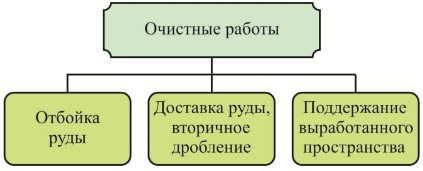 Очистные работы
Отбойка
руды
Доставка руды,
вторичное
дробление
Поддержание
выработанного
пространства